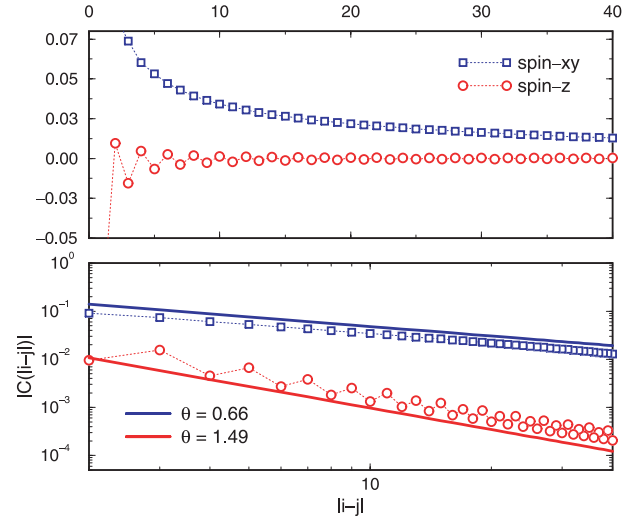 0 10 20 30 40
0.07
0.05
0.03
0.00
−0.03
−0.05
spin−xy
spin−z
10⁰
10⁻¹
10⁻²
10⁻³
10⁻⁴
|C(|i−j|)|
θ = 0.66
θ = 1.49
10
|i−j|